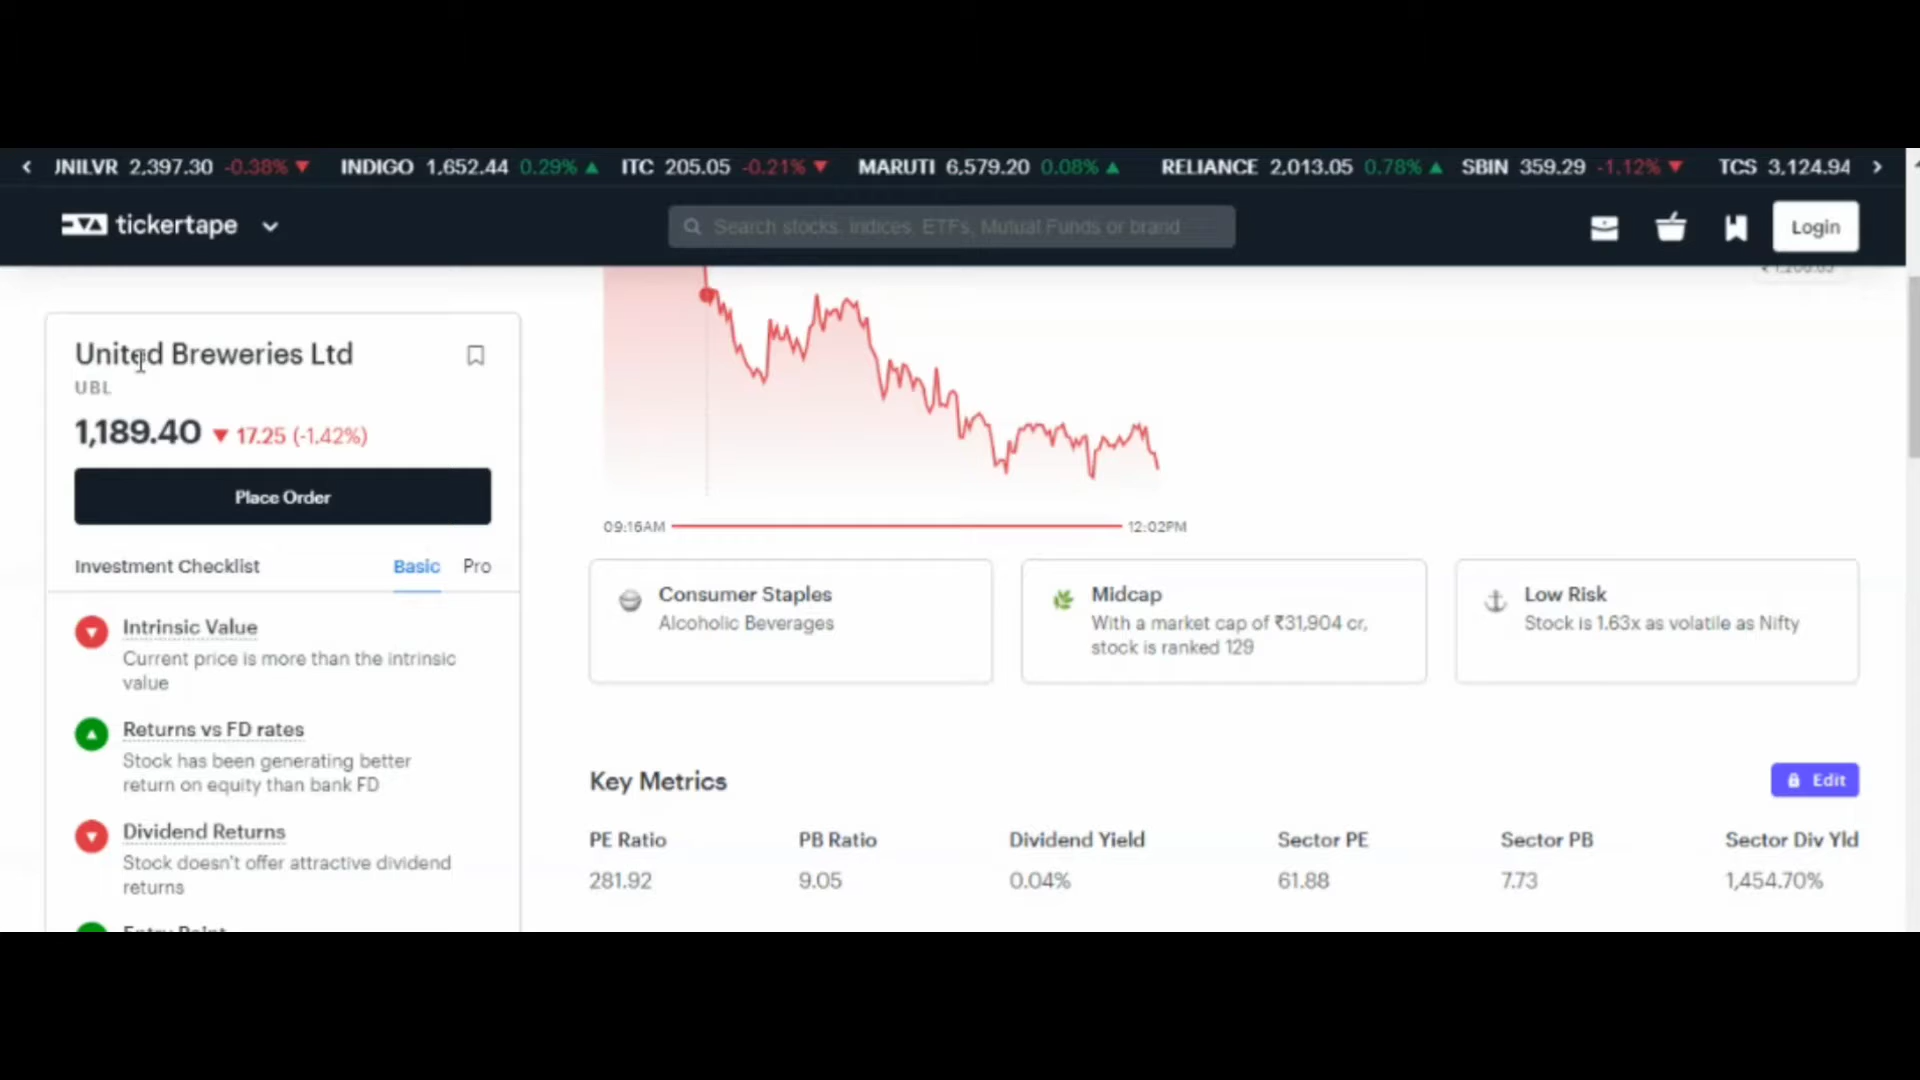 JNILVR 2,397.30 -0.38% ▼ INDIGO 1,652.44 0.29% ▲ ITC 205.05 -0.21% ▼ MARUTI 6,579.20 0.08% ▲ RELIANCE 2,013.05 0.78% ▲ SBIN 359.29 -1.12% ▼ TCS 3,124.94
tickertape
Search stocks, indices, ETFs, Mutual Funds or brand
Login
United Breweries Ltd
UBL
1,189.40 ▼ 17.25 (-1.42%)
Place Order
Investment Checklist Basic Pro
Intrinsic Value
Current price is more than the intrinsic
value
Returns vs FD rates
Stock has been generating better
return on equity than bank FD
Dividend Returns
Stock doesn't offer attractive dividend
returns
Entry Point
09:16AM 12:02PM
Consumer Staples
Alcoholic Beverages
Midcap
With a market cap of ₹31,904 cr,
stock is ranked 129
Low Risk
Stock is 1.63x as volatile as Nifty
Key Metrics
Edit
PE Ratio PB Ratio Dividend Yield Sector PE Sector PB Sector Div Yld
281.92 9.05 0.04% 61.88 7.73 1,454.70%